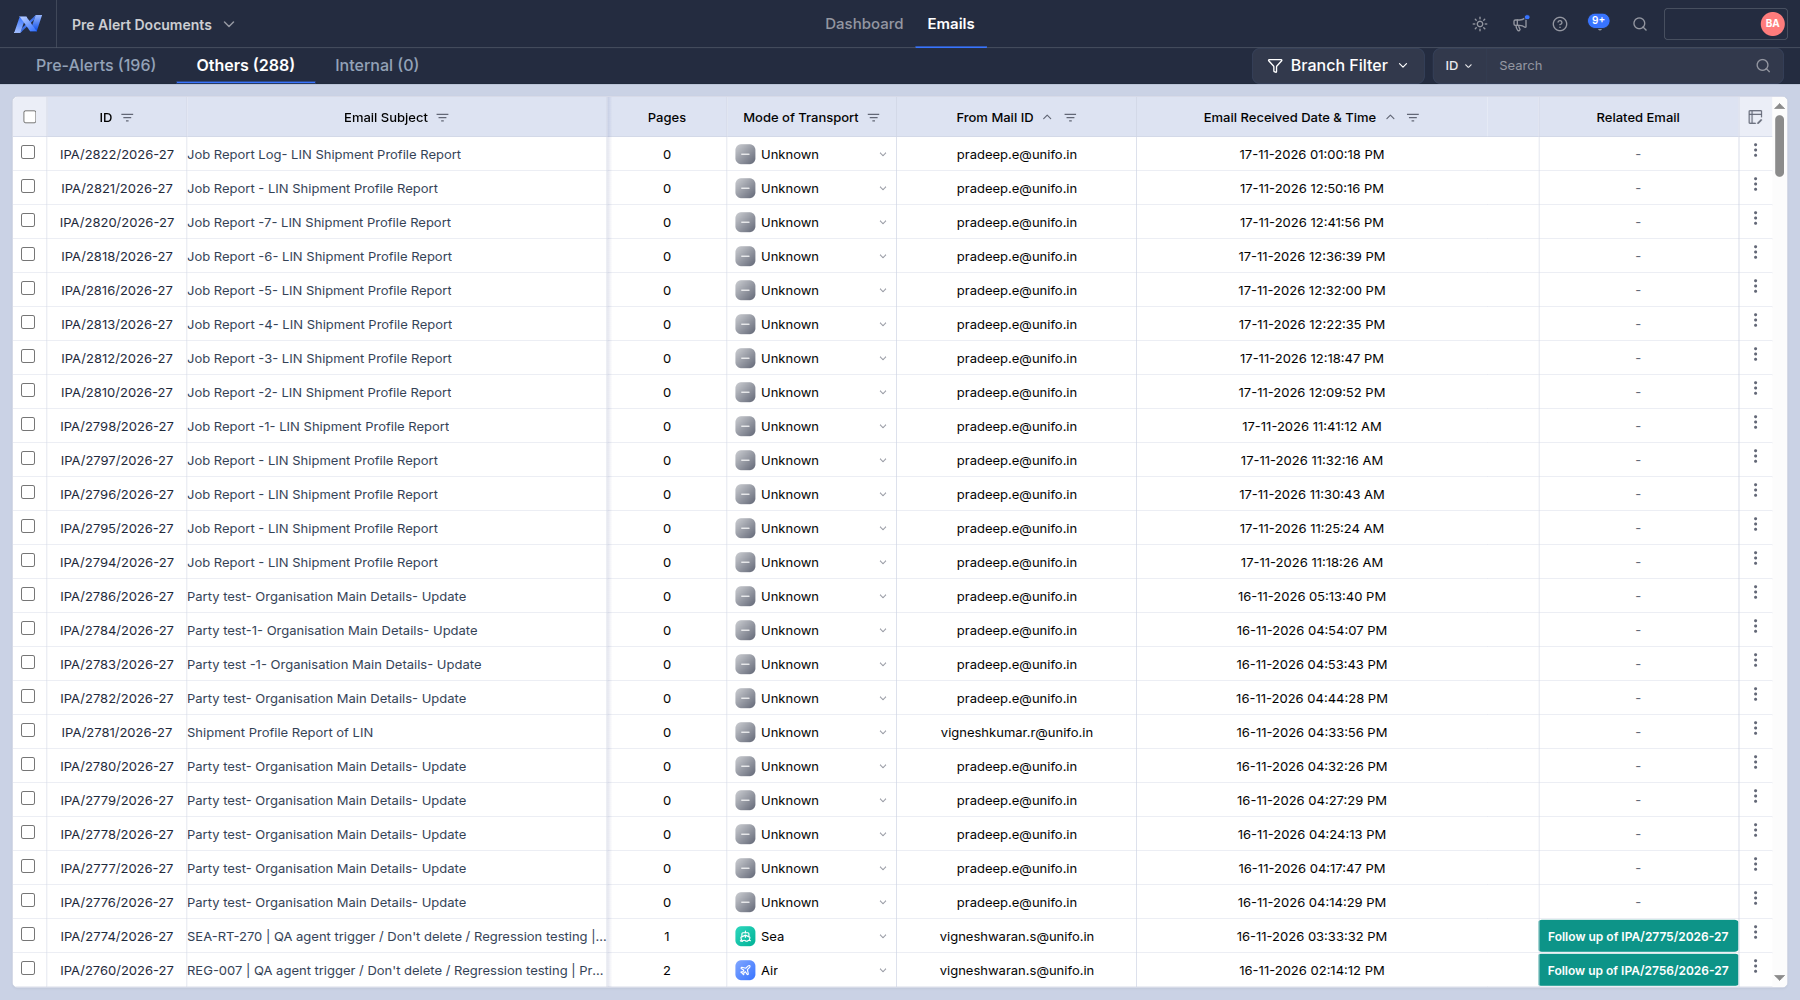 Pre Alert Documents Dashboard Emails 9+ BA
Pre-Alerts (196) Others (288) Internal (0) Branch Filter ID Search
ID Email Subject Pages Mode of Transport From Mail ID Email Received Date & Time Related Email
IPA/2822/2026-27 Job Report Log- LIN Shipment Profile Report 0 Unknown pradeep.e@unifo.in 17-11-2026 01:00:18 PM -
IPA/2821/2026-27 Job Report - LIN Shipment Profile Report 0 Unknown pradeep.e@unifo.in 17-11-2026 12:50:16 PM -
IPA/2820/2026-27 Job Report -7- LIN Shipment Profile Report 0 Unknown pradeep.e@unifo.in 17-11-2026 12:41:56 PM -
IPA/2818/2026-27 Job Report -6- LIN Shipment Profile Report 0 Unknown pradeep.e@unifo.in 17-11-2026 12:36:39 PM -
IPA/2816/2026-27 Job Report -5- LIN Shipment Profile Report 0 Unknown pradeep.e@unifo.in 17-11-2026 12:32:00 PM -
IPA/2813/2026-27 Job Report -4- LIN Shipment Profile Report 0 Unknown pradeep.e@unifo.in 17-11-2026 12:22:35 PM -
IPA/2812/2026-27 Job Report -3- LIN Shipment Profile Report 0 Unknown pradeep.e@unifo.in 17-11-2026 12:18:47 PM -
IPA/2810/2026-27 Job Report -2- LIN Shipment Profile Report 0 Unknown pradeep.e@unifo.in 17-11-2026 12:09:52 PM -
IPA/2798/2026-27 Job Report -1- LIN Shipment Profile Report 0 Unknown pradeep.e@unifo.in 17-11-2026 11:41:12 AM -
IPA/2797/2026-27 Job Report - LIN Shipment Profile Report 0 Unknown pradeep.e@unifo.in 17-11-2026 11:32:16 AM -
IPA/2796/2026-27 Job Report - LIN Shipment Profile Report 0 Unknown pradeep.e@unifo.in 17-11-2026 11:30:43 AM -
IPA/2795/2026-27 Job Report - LIN Shipment Profile Report 0 Unknown pradeep.e@unifo.in 17-11-2026 11:25:24 AM -
IPA/2794/2026-27 Job Report - LIN Shipment Profile Report 0 Unknown pradeep.e@unifo.in 17-11-2026 11:18:26 AM -
IPA/2786/2026-27 Party test- Organisation Main Details- Update 0 Unknown pradeep.e@unifo.in 16-11-2026 05:13:40 PM -
IPA/2784/2026-27 Party test-1- Organisation Main Details- Update 0 Unknown pradeep.e@unifo.in 16-11-2026 04:54:07 PM -
IPA/2783/2026-27 Party test -1- Organisation Main Details- Update 0 Unknown pradeep.e@unifo.in 16-11-2026 04:53:43 PM -
IPA/2782/2026-27 Party test- Organisation Main Details- Update 0 Unknown pradeep.e@unifo.in 16-11-2026 04:44:28 PM -
IPA/2781/2026-27 Shipment Profile Report of LIN 0 Unknown vigneshkumar.r@unifo.in 16-11-2026 04:33:56 PM -
IPA/2780/2026-27 Party test- Organisation Main Details- Update 0 Unknown pradeep.e@unifo.in 16-11-2026 04:32:26 PM -
IPA/2779/2026-27 Party test- Organisation Main Details- Update 0 Unknown pradeep.e@unifo.in 16-11-2026 04:27:29 PM -
IPA/2778/2026-27 Party test- Organisation Main Details- Update 0 Unknown pradeep.e@unifo.in 16-11-2026 04:24:13 PM -
IPA/2777/2026-27 Party test- Organisation Main Details- Update 0 Unknown pradeep.e@unifo.in 16-11-2026 04:17:47 PM -
IPA/2776/2026-27 Party test- Organisation Main Details- Update 0 Unknown pradeep.e@unifo.in 16-11-2026 04:14:29 PM -
IPA/2774/2026-27 SEA-RT-270 | QA agent trigger / Don't delete / Regression testing |... 1 Sea vigneshwaran.s@unifo.in 16-11-2026 03:33:32 PM Follow up of IPA/2775/2026-27
IPA/2760/2026-27 REG-007 | QA agent trigger / Don't delete / Regression testing | Pr... 2 Air vigneshwaran.s@unifo.in 16-11-2026 02:14:12 PM Follow up of IPA/2756/2026-27